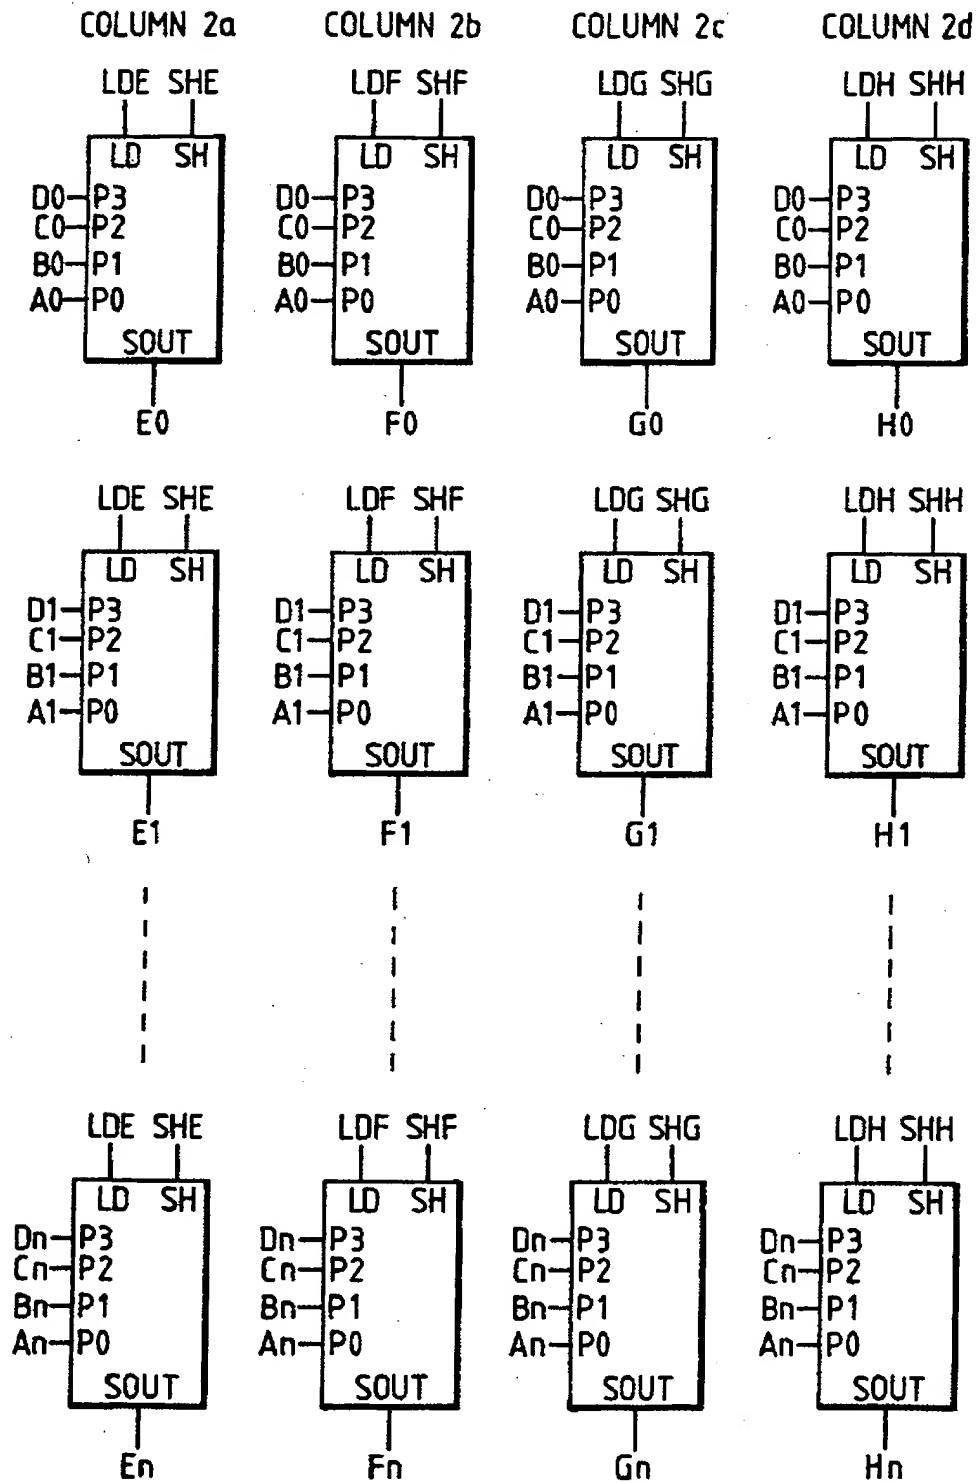 COLUMN 2a COLUMN 2b COLUMN 2c COLUMN 2d
LDE SHE LDF SHF LDG SHG LDH SHH
LD SH LD SH LD SH LD SH
D0 P3 D0 P3 D0 P3 D0 P3
C0 P2 C0 P2 C0 P2 C0 P2
B0 P1 B0 P1 B0 P1 B0 P1
A0 P0 A0 P0 A0 P0 A0 P0
SOUT SOUT SOUT SOUT
E0 F0 G0 H0
LDE SHE LDF SHF LDG SHG LDH SHH
LD SH LD SH LD SH LD SH
D1 P3 D1 P3 D1 P3 D1 P3
C1 P2 C1 P2 C1 P2 C1 P2
B1 P1 B1 P1 B1 P1 B1 P1
A1 P0 A1 P0 A1 P0 A1 P0
SOUT SOUT SOUT SOUT
E1 F1 G1 H1
LDE SHE LDF SHF LDG SHG LDH SHH
LD SH LD SH LD SH LD SH
Dn P3 Dn P3 Dn P3 Dn P3
Cn P2 Cn P2 Cn P2 Cn P2
Bn P1 Bn P1 Bn P1 Bn P1
An P0 An P0 An P0 An P0
SOUT SOUT SOUT SOUT
En Fn Gn Hn